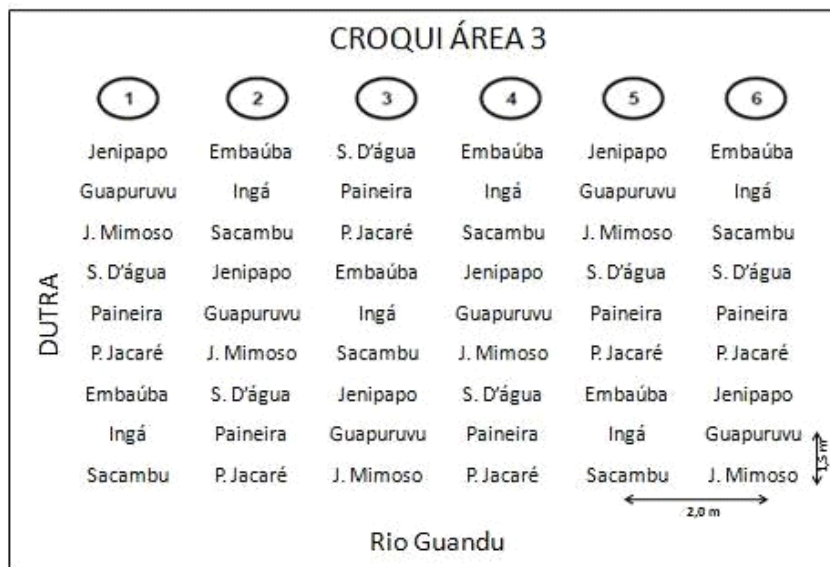 CROQUI ÁREA 3
1 2 3 4 5 6
Jenipapo Embaúba S. D'água Embaúba Jenipapo Embaúba
Guapuruvu Ingá Paineira Ingá Guapuruvu Ingá
J. Mimoso Sacambu P. Jacaré Sacambu J. Mimoso Sacambu
S. D'água Jenipapo Embaúba Jenipapo S. D'água S. D'água
Paineira Guapuruvu Ingá Guapuruvu Paineira Paineira
P. Jacaré J. Mimoso Sacambu J. Mimoso P. Jacaré P. Jacaré
Embaúba S. D'água Jenipapo S. D'água Embaúba Jenipapo
Ingá Paineira Guapuruvu Paineira Ingá Guapuruvu
Sacambu P. Jacaré J. Mimoso P. Jacaré Sacambu J. Mimoso
DUTRA
1,5 m
2,0 m
Rio Guandu